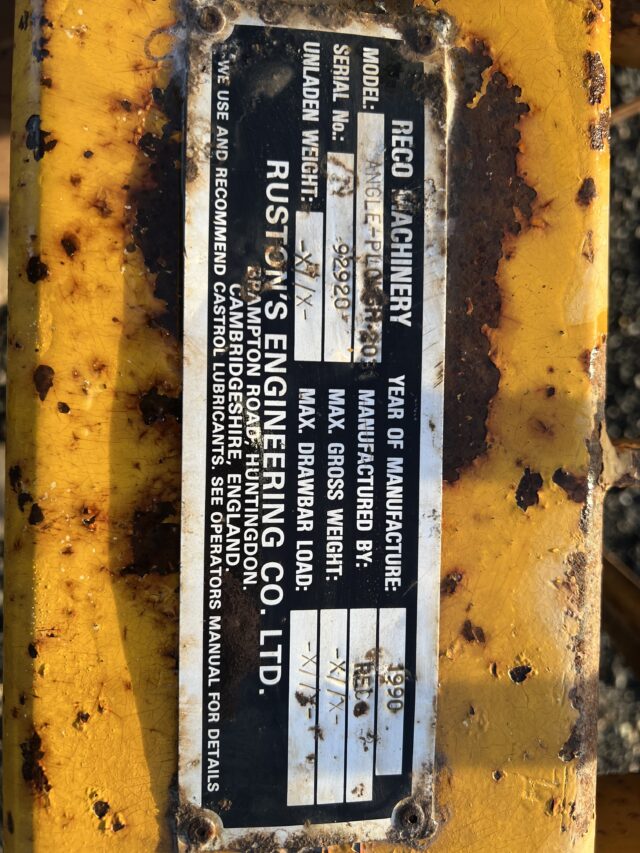 RECO MACHINERY
MODEL: ANGLE-PLOUGH 20
YEAR OF MANUFACTURE: 1990
SERIAL No.: 92920
MANUFACTURED BY: RECO
UNLADEN WEIGHT: -X//X-
MAX. GROSS WEIGHT: -X//X-
MAX. DRAWBAR LOAD: -X//X-
RUSTON'S ENGINEERING CO. LTD.
BRAMPTON ROAD, HUNTINGDON.
CAMBRIDGESHIRE, ENGLAND.
WE USE AND RECOMMEND CASTROL LUBRICANTS. SEE OPERATORS MANUAL FOR DETAILS